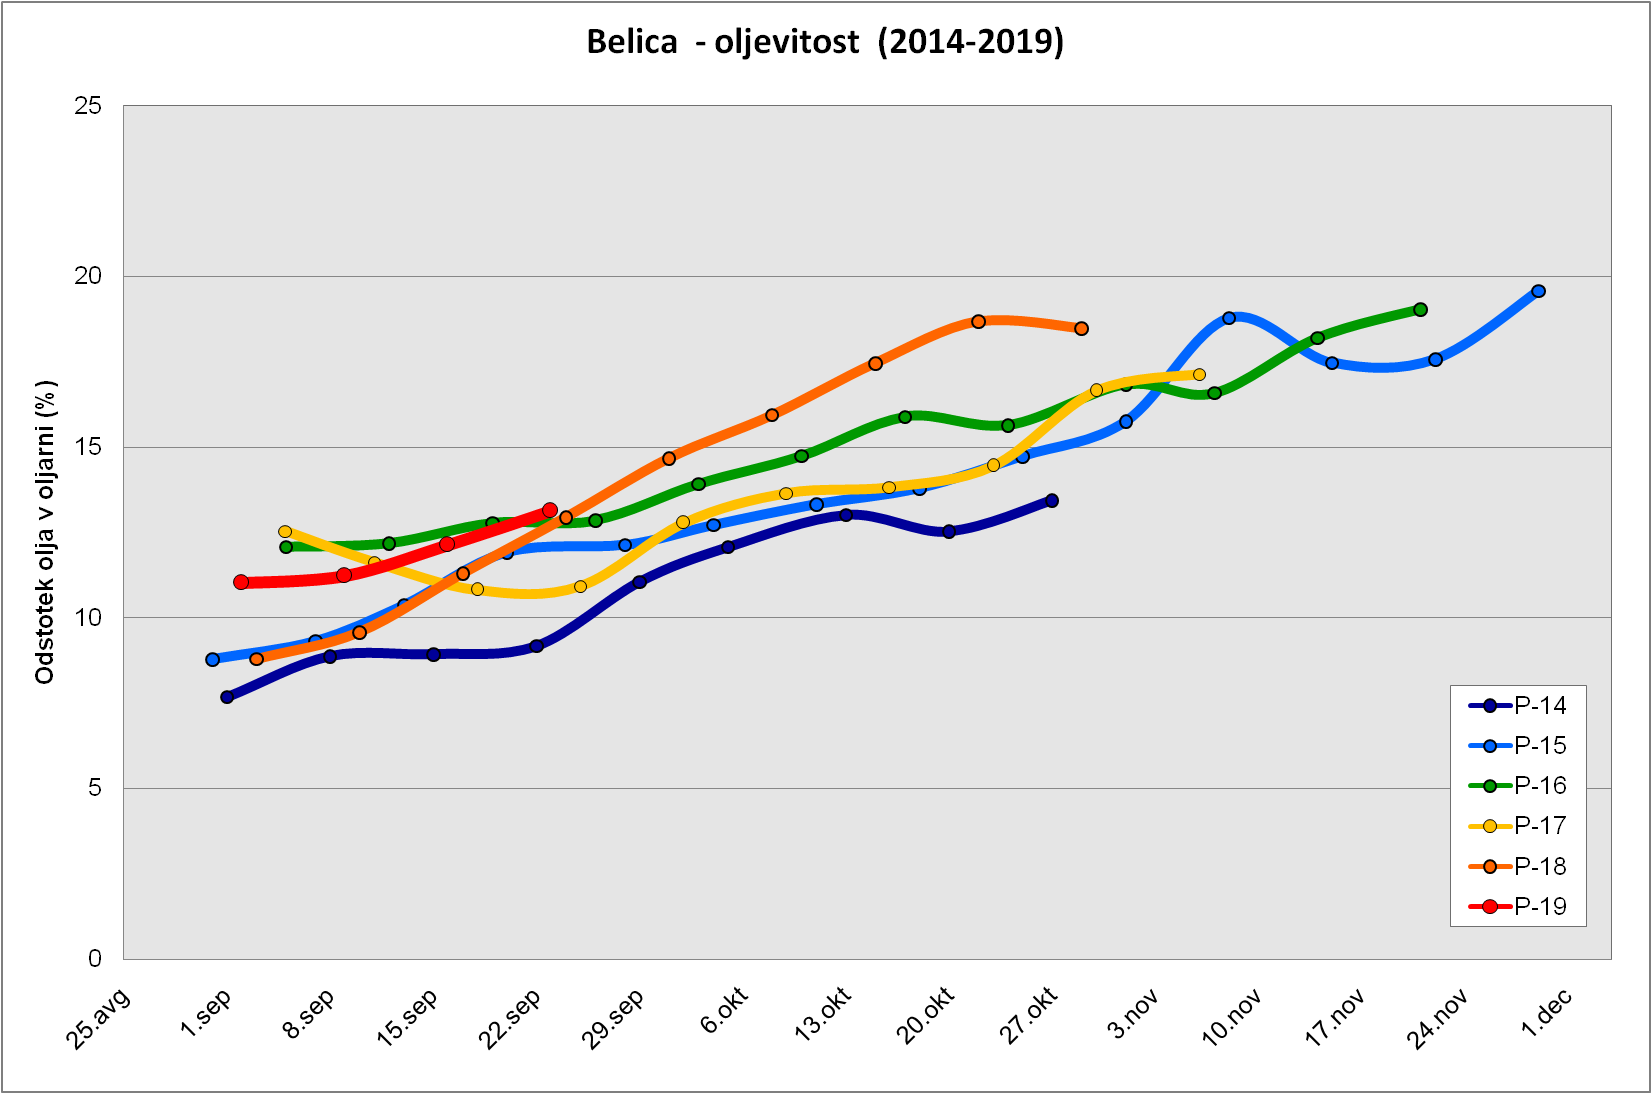 Belica - oljevitost (2014-2019)
Odstotek olja v oljarni (%)
25
20
15
10
5
0
25.avg
1.sep
8.sep
15.sep
22.sep
29.sep
6.okt
13.okt
20.okt
27.okt
3.nov
10.nov
17.nov
24.nov
1.dec
P-14
P-15
P-16
P-17
P-18
P-19